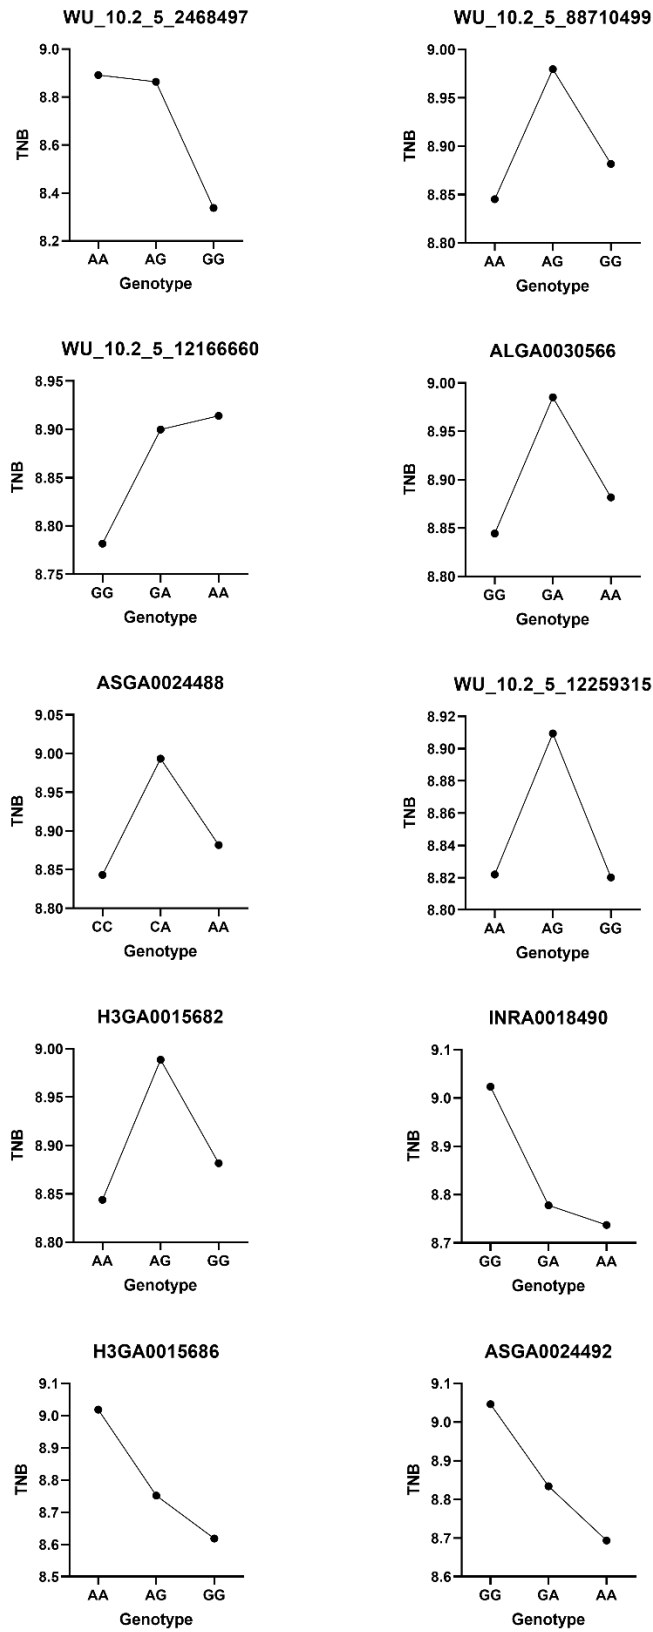 WU_10.2_5_2468497
9.0
8.8
8.6
8.4
8.2
TNB
AA AG GG
Genotype
WU_10.2_5_88710499
9.00
8.95
8.90
8.85
8.80
TNB
AA AG GG
Genotype
WU_10.2_5_12166660
8.95
8.90
8.85
8.80
8.75
TNB
GG GA AA
Genotype
ALGA0030566
9.00
8.95
8.90
8.85
8.80
TNB
GG GA AA
Genotype
ASGA0024488
9.05
9.00
8.95
8.90
8.85
8.80
TNB
CC CA AA
Genotype
WU_10.2_5_12259315
8.92
8.90
8.88
8.86
8.84
8.82
8.80
TNB
AA AG GG
Genotype
H3GA0015682
9.00
8.95
8.90
8.85
8.80
TNB
AA AG GG
Genotype
INRA0018490
9.1
9.0
8.9
8.8
8.7
TNB
GG GA AA
Genotype
H3GA0015686
9.1
9.0
8.9
8.8
8.7
8.6
8.5
TNB
AA AG GG
Genotype
ASGA0024492
9.1
9.0
8.9
8.8
8.7
8.6
TNB
GG GA AA
Genotype